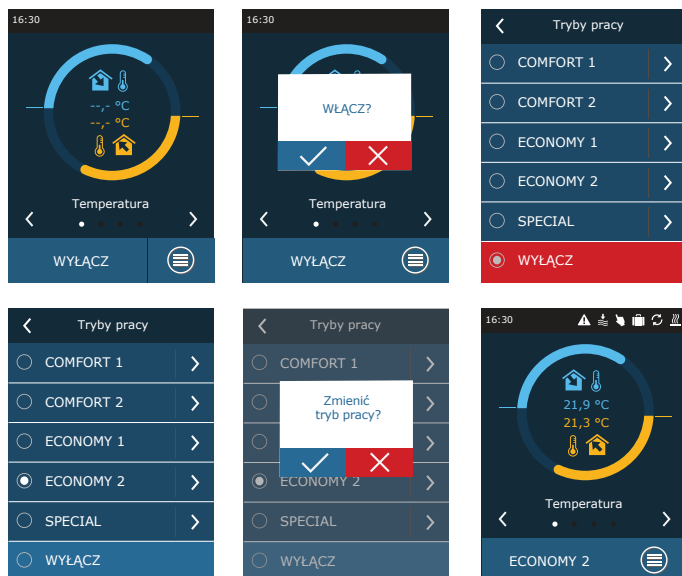 16:30
--,- °C
--,- °C
Temperatura
WYŁĄCZ
16:30
WŁĄCZ?
Temperatura
WYŁĄCZ
Tryby pracy
COMFORT 1
COMFORT 2
ECONOMY 1
ECONOMY 2
SPECIAL
WYŁĄCZ
Tryby pracy
COMFORT 1
COMFORT 2
ECONOMY 1
ECONOMY 2
SPECIAL
WYŁĄCZ
Tryby pracy
COMFORT 1
Zmienić
tryb pracy?
ECONOMY 2
SPECIAL
WYŁĄCZ
16:30
21,9 °C
21,3 °C
Temperatura
ECONOMY 2